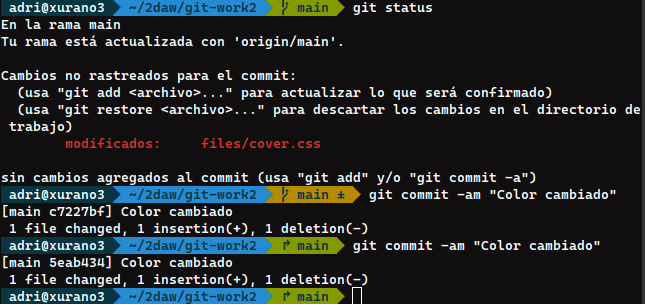 adri@xurano3 ~/2daw/git-work2 main git status
En la rama main
Tu rama está actualizada con 'origin/main'.
Cambios no rastreados para el commit:
(usa "git add <archivo>..." para actualizar lo que será confirmado)
(usa "git restore <archivo>..." para descartar los cambios en el directorio de
trabajo)
modificados: files/cover.css
sin cambios agregados al commit (usa "git add" y/o "git commit -a")
adri@xurano3 ~/2daw/git-work2 main ± git commit -am "Color cambiado"
[main c7227bf] Color cambiado
1 file changed, 1 insertion(+), 1 deletion(-)
adri@xurano3 ~/2daw/git-work2 main git commit -am "Color cambiado"
[main 5eab434] Color cambiado
1 file changed, 1 insertion(+), 1 deletion(-)
adri@xurano3 ~/2daw/git-work2 main